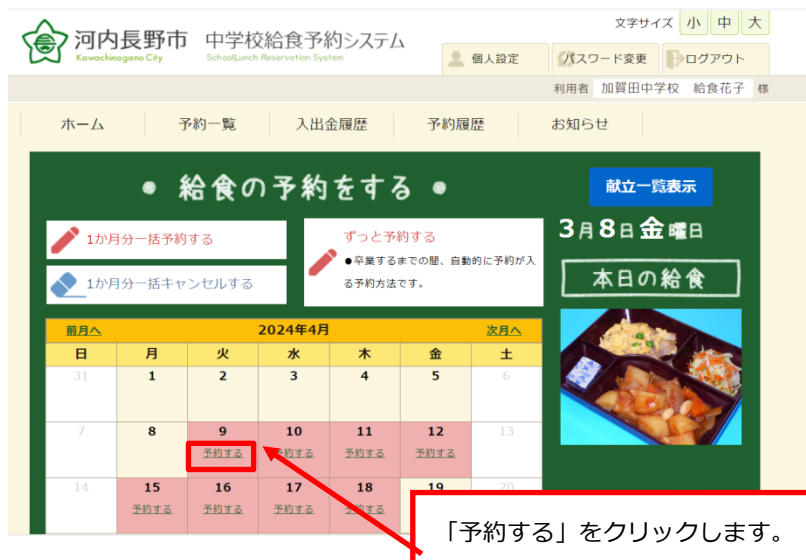 文字サイズ 小 中 大
河内長野市 中学校給食予約システム
Kawachinagano City SchoolLunch Reservation System
個人設定 パスワード変更 ログアウト
利用者 加賀田中学校 給食花子 様
ホーム 予約一覧 入出金履歴 予約履歴 お知らせ
● 給食の予約をする ●
献立一覧表示
1か月分一括予約する
1か月分一括キャンセルする
ずっと予約する
●卒業するまでの間、自動的に予約が入
る予約方法です。
3月8日金曜日
本日の給食
前月へ 2024年4月 次月へ
日 月 火 水 木 金 土
31 1 2 3 4 5 6
7 8 9 10 11 12 13
予約する 予約する 予約する 予約する
14 15 16 17 18 19 20
予約する 予約する 予約する 予約する
「予約する」をクリックします。